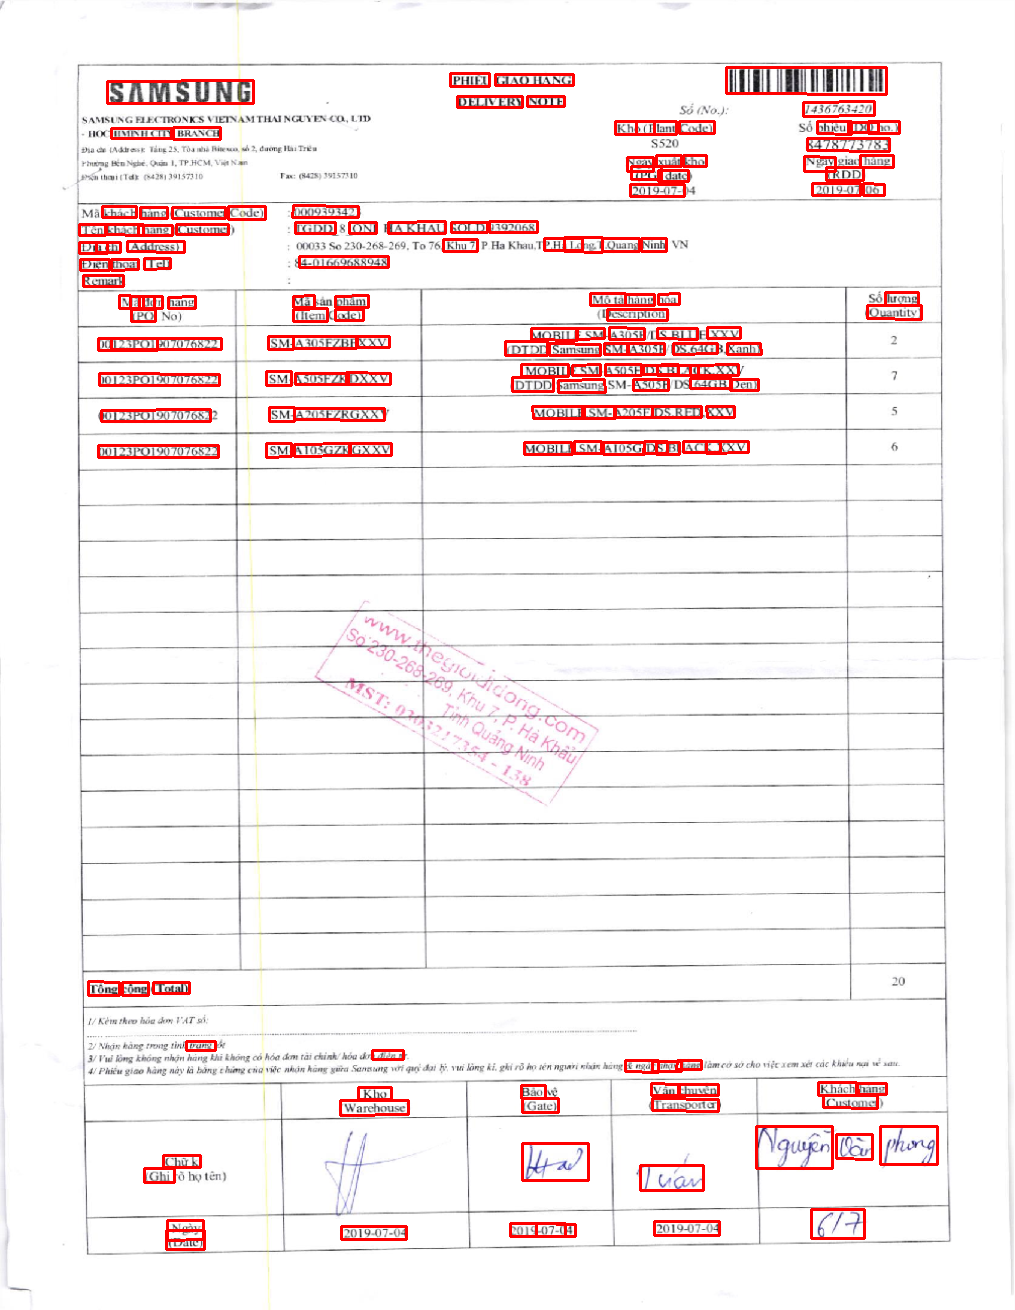 SAMSUNG
PHIẾU GIAO HÀNG
DELIVERY NOTE
SAMSUNG ELECTRONICS VIETNAM THAI NGUYEN CO., LTD
- HOCHIMINH CITY BRANCH
Địa chỉ (Address): Tầng 25, Tòa nhà Bitexco, số 2, đường Hải Triều
Phường Bến Nghé, Quận 1, TP.HCM, Việt Nam
Điện thoại (Tel): (8428) 39157310 Fax: (8428) 39157310
Số (No.): 1436763420
Kho (Plant Code) Số phiếu (DO no.)
S520 8478773783
Ngày xuất kho Ngày giao hàng
(PGI date) (RDD)
2019-07-04 2019-07-06
Mã khách hàng (Customer Code) : 000939342
Tên khách hàng (Customer) : TGDD_8_ONL_HA KHAU_SOLD_
Địa chỉ (Address) : 00033 So 230-268-269, To 76, Khu 7, P.Ha Khau,TP.Ha Long,T.Quang Ninh VN
Điện thoại (Tel) : 84-01669688948
Remark :
Mã đơn hàng Mã sản phẩm Mô tả hàng hóa Số lượng
(PO No) (Item Code) (Description) (Quantity)
00123PO1907076822 SM-A305FZBFXXV MOBILE,SM-A305F/DS,BLUE,XXV 2
(DTDD Samsung SM-A305F/DS,64GB,Xanh)
00123PO1907076822 SM-A505FZKDXXV MOBILE,SM-A505F/DS,BLACK,XXV 7
(DTDD Samsung SM-A505F/DS,64GB,Đen)
00123PO1907076822 SM-A205FZRGXXV MOBILE,SM-A205F/DS,RED,XXV 5
00123PO1907076822 SM-A105GZKGXXV MOBILE,SM-A105G/DS,BLACK,XXV 6
www.thegioididong.com
Số:230-268-269, Khu 7, P. Hà Khẩu
Tỉnh Quảng Ninh
MST: 0303217354 - 138
Tổng cộng (Total) 20
1/ Kèm theo hóa đơn VAT số:
2/ Nhận hàng trong tình trạng tốt
3/ Vui lòng không nhận hàng khi không có hóa đơn tài chính/ hóa đơn điện tử.
4/ Phiếu giao hàng này là bằng chứng của việc nhận hàng giữa Samsung với quý đại lý, vui lòng kí, ghi rõ họ tên người nhận hàng và ngày nhận hàng làm cơ sở cho việc xem xét các khiếu nại về sau.
Kho Bảo vệ Vận chuyển Khách hàng
Warehouse (Gate) (Transporter) (Customer)
Chữ kí
(Ghi rõ họ tên)
Tuấn Nguyễn Văn phong
Ngày
(Date)
2019-07-04 2019-07-04 2019-07-04 6/7